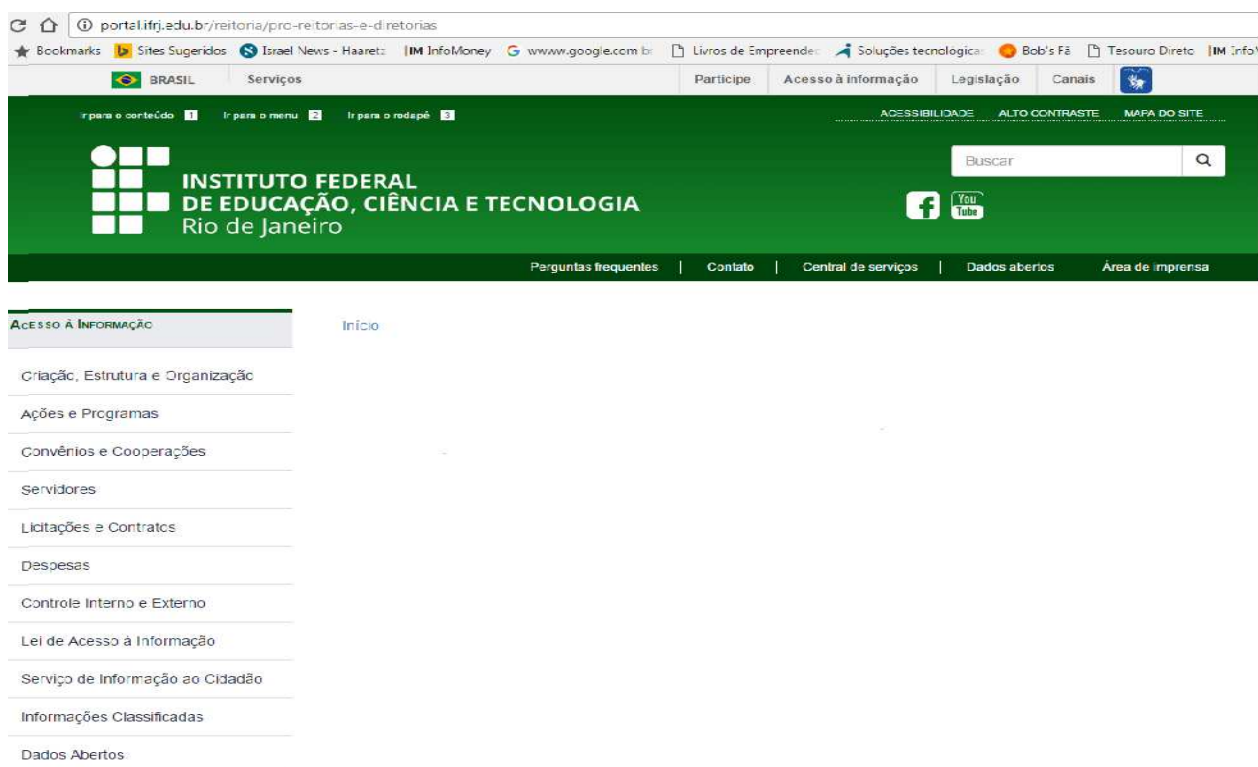 portal.ifrj.edu.br/reitoria/pro-reitorias-e-diretorias
Bookmarks Sites Sugeridos Israel News - Haaretz IM InfoMoney wwww.google.com.br Livros de Empreende Soluções tecnológica Bob's Fã Tesouro Direto IM
BRASIL Serviços Participe Acesso à informação Legislação Canais
Ir para o conteúdo 1 Ir para o menu 2 Ir para o rodapé 3 ACESSIBILIDADE ALTO CONTRASTE MAPA DO SITE
Buscar
INSTITUTO FEDERAL
DE EDUCAÇÃO, CIÊNCIA E TECNOLOGIA
Rio de Janeiro
f You Tube
Perguntas frequentes | Contato | Central de serviços | Dados abertos Área de imprensa
ACESSO À INFORMAÇÃO
Início
Criação, Estrutura e Organização
Ações e Programas
Convênios e Cooperações
Servidores
Licitações e Contratos
Despesas
Controle Interno e Externo
Lei de Acesso à Informação
Serviço de Informação ao Cidadão
Informações Classificadas
Dados Abertos